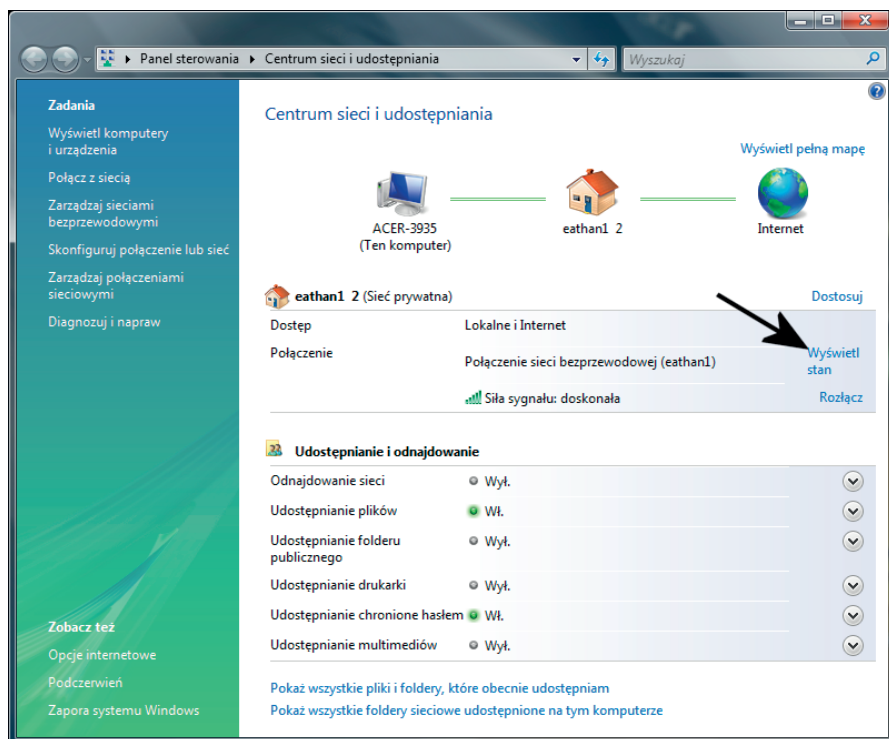 Panel sterowania ▸ Centrum sieci i udostępniania
Wyszukaj
Zadania
Wyświetl komputery
i urządzenia
Połącz z siecią
Zarządzaj sieciami
bezprzewodowymi
Skonfiguruj połączenie lub sieć
Zarządzaj połączeniami
sieciowymi
Diagnozuj i napraw
Zobacz też
Opcje internetowe
Podczerwień
Zapora systemu Windows
Centrum sieci i udostępniania
Wyświetl pełną mapę
ACER-3935
(Ten komputer)
eathan1 2
Internet
eathan1 2 (Sieć prywatna)
Dostosuj
Dostęp
Lokalne i Internet
Połączenie
Połączenie sieci bezprzewodowej (eathan1)
Wyświetl
stan
Siła sygnału: doskonała
Rozłącz
Udostępnianie i odnajdowanie
Odnajdowanie sieci
Wył.
Udostępnianie plików
Wł.
Udostępnianie folderu
publicznego
Wył.
Udostępnianie drukarki
Wył.
Udostępnianie chronione hasłem
Wł.
Udostępnianie multimediów
Wył.
Pokaż wszystkie pliki i foldery, które obecnie udostępniam
Pokaż wszystkie foldery sieciowe udostępnione na tym komputerze